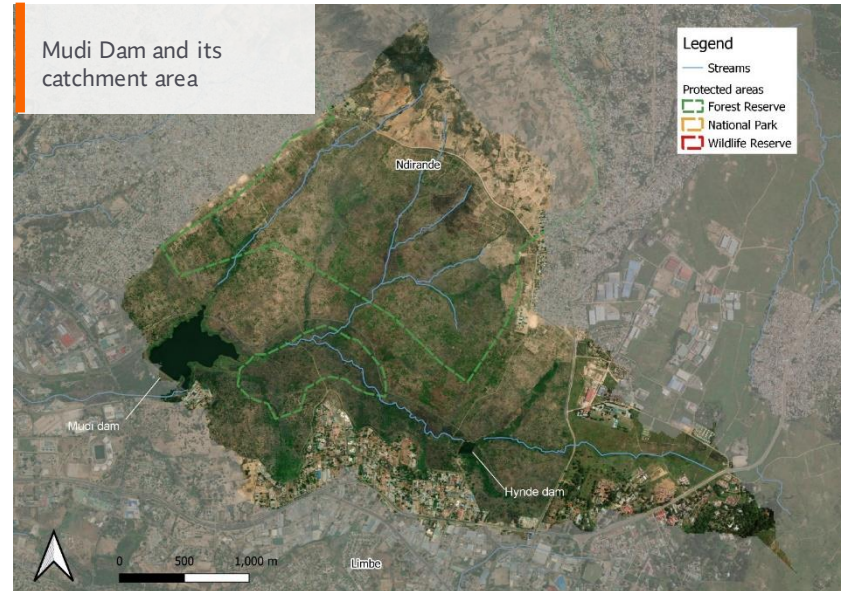 Mudi Dam and its
catchment area
Legend
Streams
Protected areas
Forest Reserve
National Park
Wildlife Reserve
Ndirande
Mudi dam
Hynde dam
0 500 1,000 m
Limbe